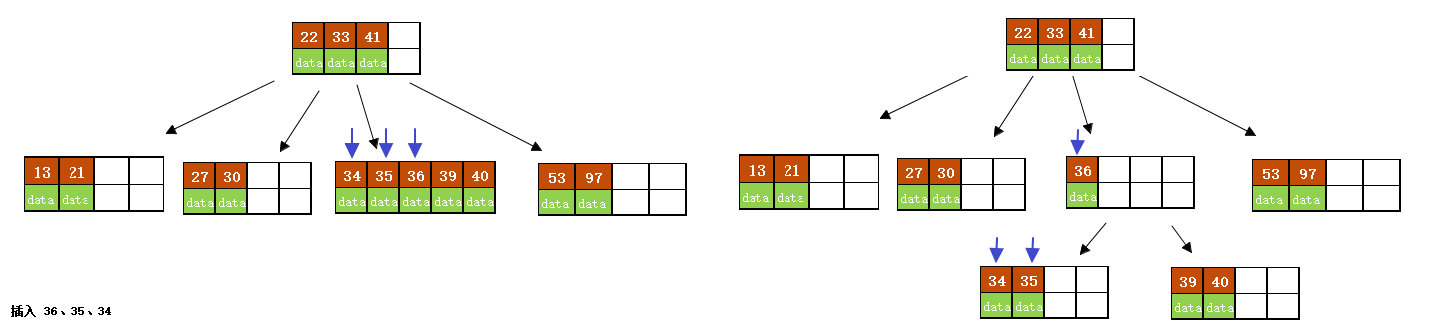 22 33 41
data data data
13 21
data data
27 30
data data
34 35 36 39 40
data data data data data
53 97
data data
22 33 41
data data data
13 21
data data
27 30
data data
36
data
53 97
data data
34 35
data data
39 40
data data
插入 36、35、34